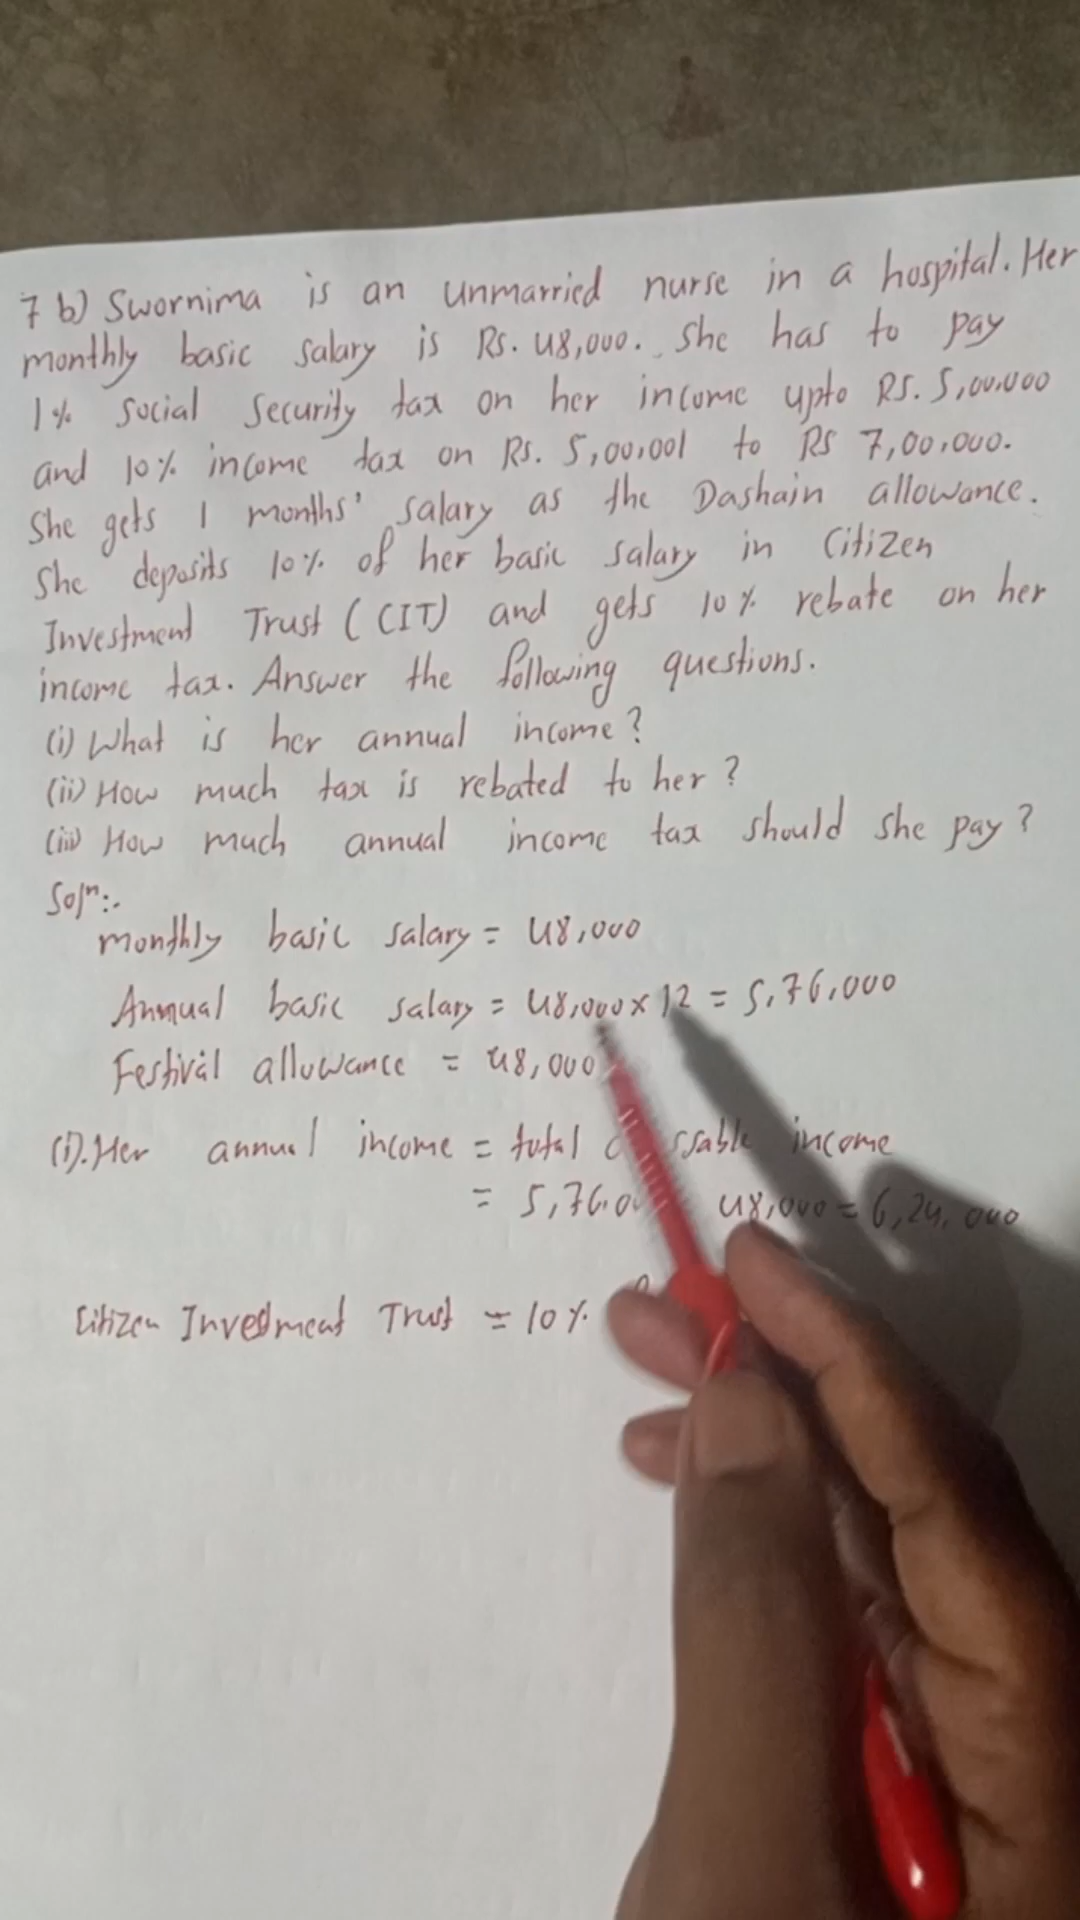 7 b) Swornima is an unmarried nurse in a hospital. Her
monthly basic salary is Rs. 48,000. She has to pay
1% social security tax on her income upto Rs. 5,00,000
and 10% income tax on Rs. 5,00,001 to Rs 7,00,000.
She gets 1 months' salary as the Dashain allowance.
She deposits 10% of her basic salary in Citizen
Investment Trust (CIT) and gets 10% rebate on her
income tax. Answer the following questions.
(i) What is her annual income?
(ii) How much tax is rebated to her?
(iii) How much annual income tax should she pay?
Solⁿ:-
monthly basic salary = 48,000
Annual basic salary = 48,000 x 12 = 5,76,000
Festival allowance = 48,000
(i). Her annual income = total income
= 5,76,0 48,000 = 6,24,000
Citizen Investment Trust = 10%